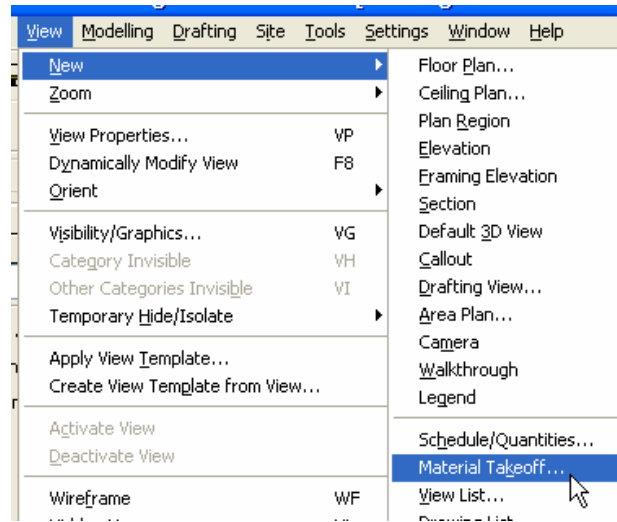 View Modelling Drafting Site Tools Settings Window Help
New
Zoom
View Properties... VP
Dynamically Modify View F8
Orient
Visibility/Graphics... VG
Category Invisible VH
Other Categories Invisible VI
Temporary Hide/Isolate
Apply View Template...
Create View Template from View...
Activate View
Deactivate View
Wireframe WF
Floor Plan...
Ceiling Plan...
Plan Region
Elevation
Framing Elevation
Section
Default 3D View
Callout
Drafting View...
Area Plan...
Camera
Walkthrough
Legend
Schedule/Quantities...
Material Takeoff...
View List...